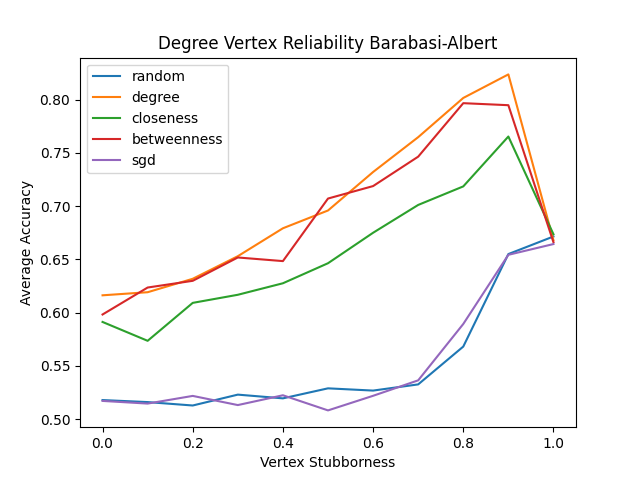 Degree Vertex Reliability Barabasi-Albert
random
degree
closeness
betweenness
sgd
0.80
0.75
0.70
0.65
0.60
0.55
0.50
Average Accuracy
0.0 0.2 0.4 0.6 0.8 1.0
Vertex Stubborness